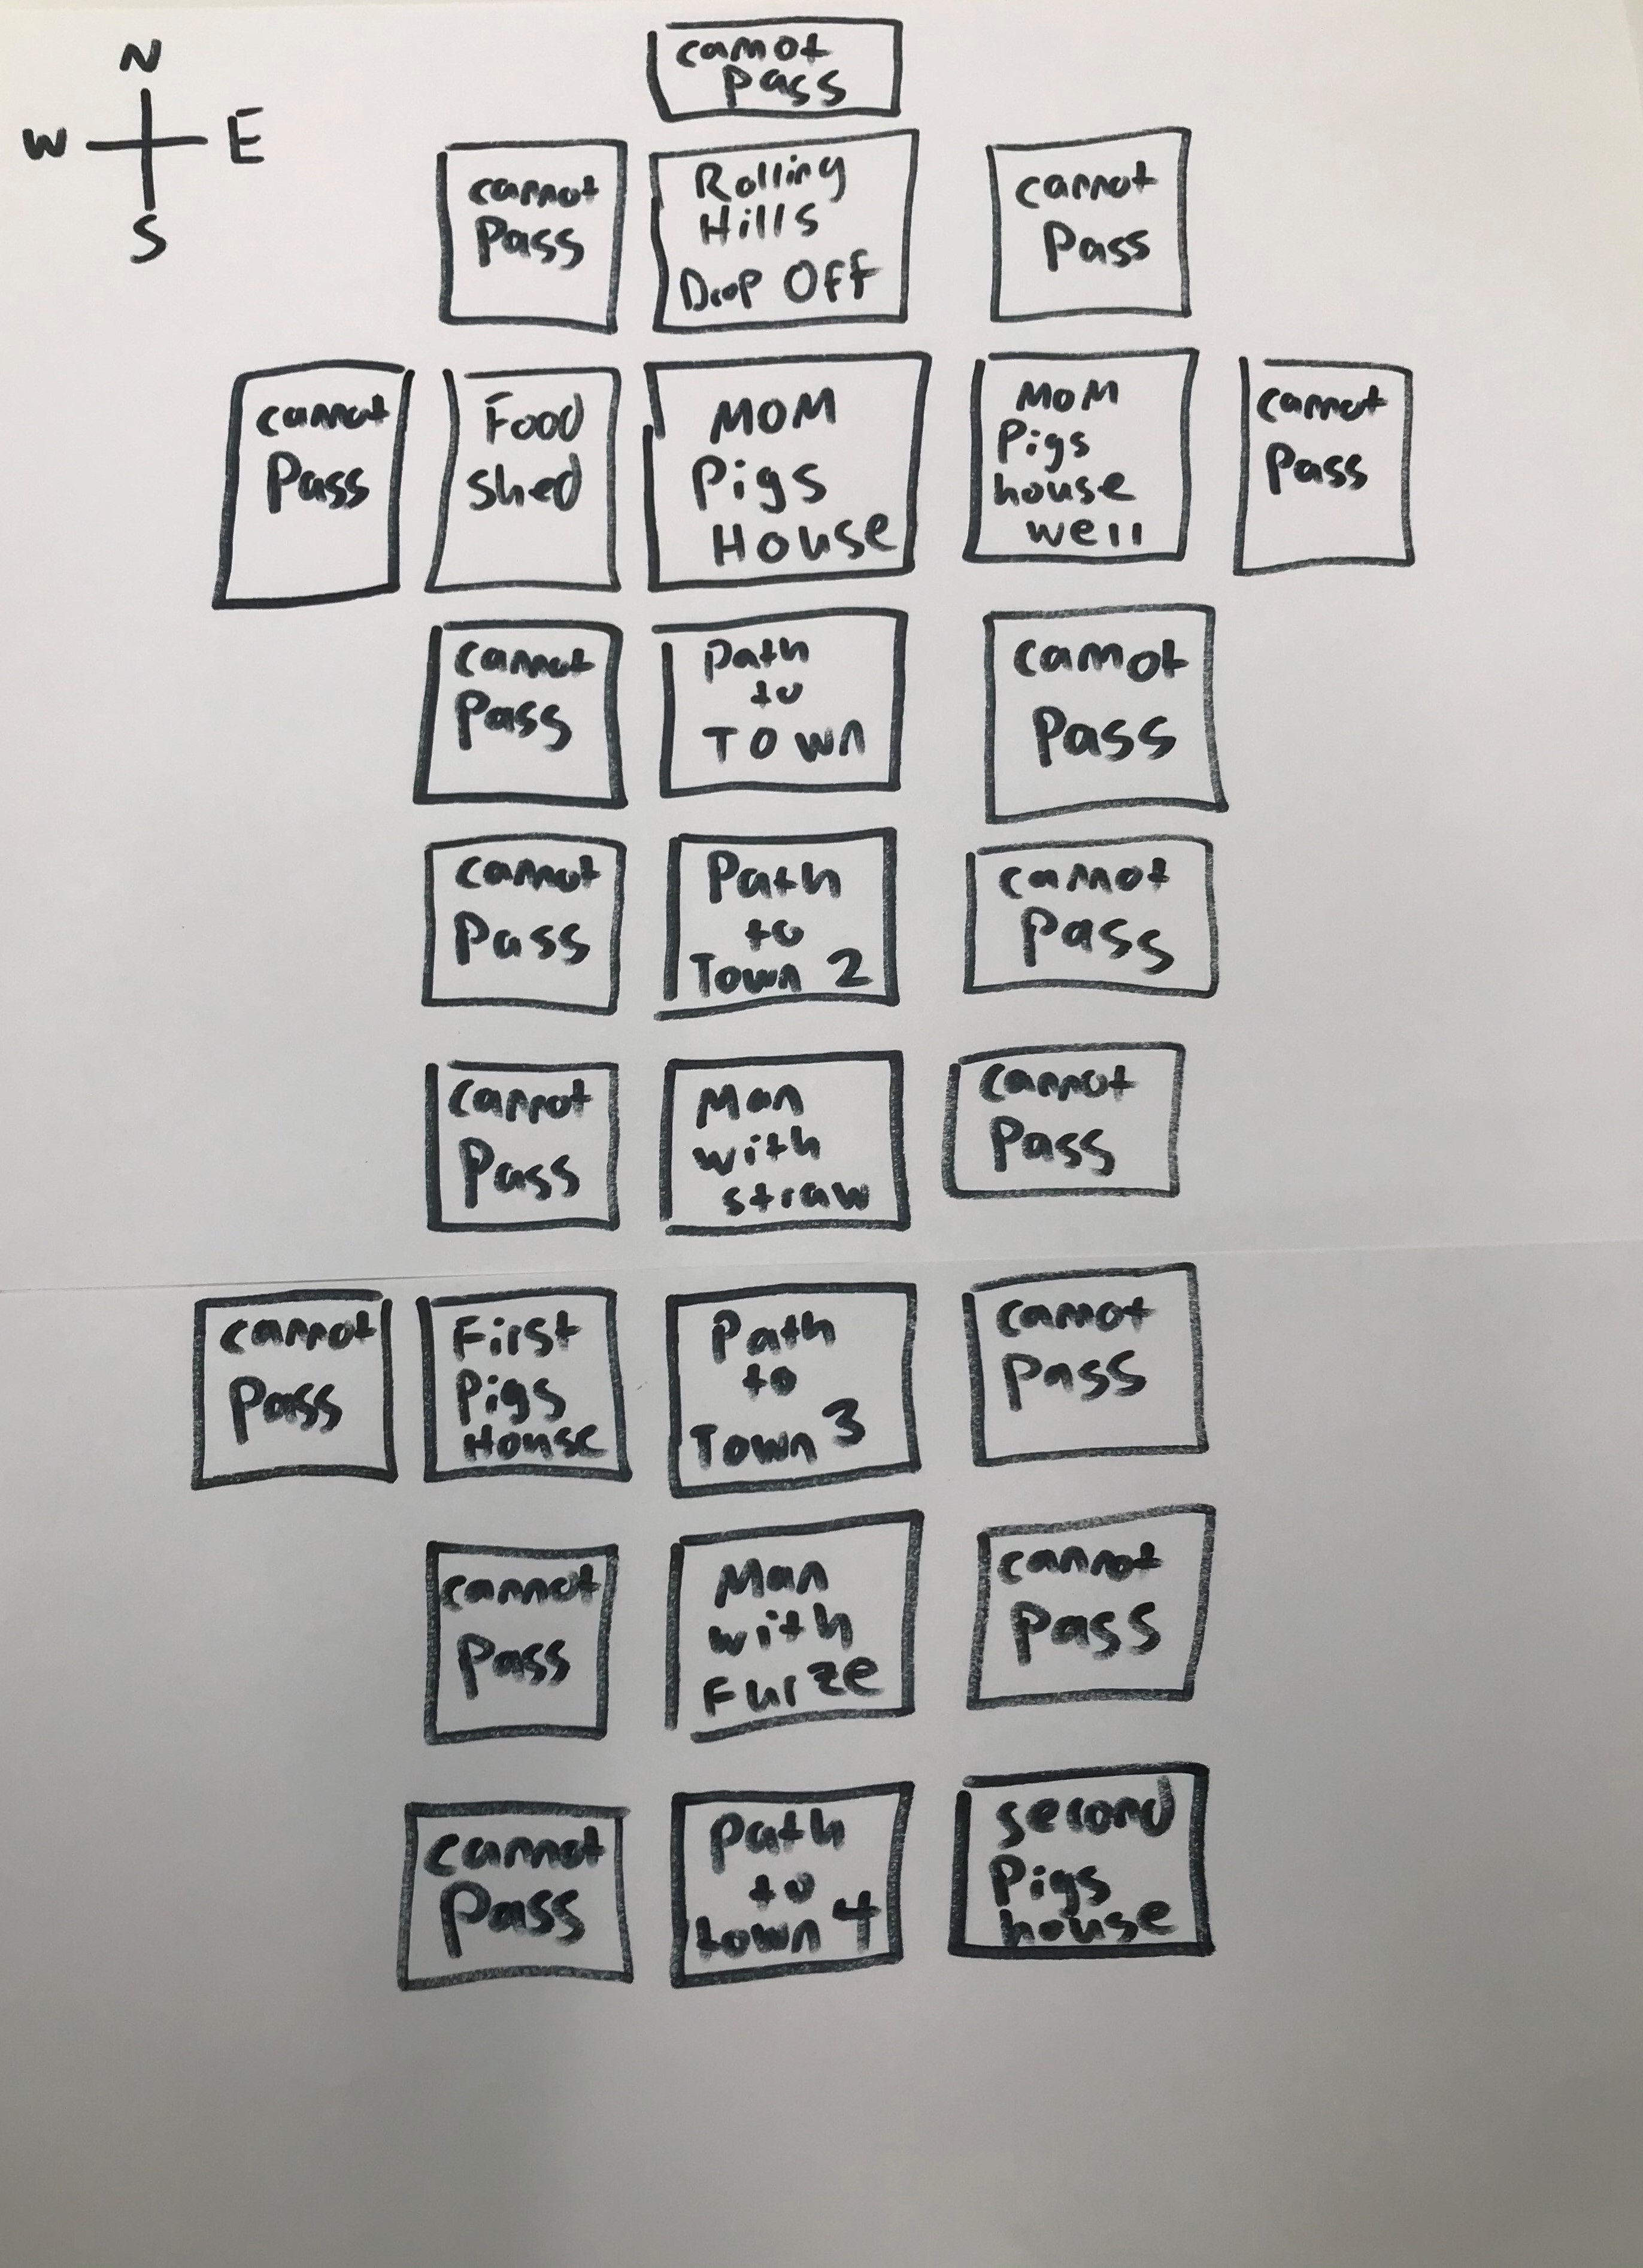 N
W E
S
cannot
Pass
cannot
Pass
Rolling
Hills
Drop Off
cannot
Pass
cannot
Pass
Food
shed
MOM
Pigs
House
MOM
Pigs
house
well
cannot
Pass
cannot
Pass
Path
to
TOWN
cannot
Pass
cannot
Pass
Path
to
Town 2
cannot
Pass
cannot
Pass
Man
with
straw
cannot
Pass
cannot
Pass
First
Pigs
House
Path
to
Town 3
cannot
Pass
cannot
Pass
Man
with
Furze
cannot
Pass
cannot
Pass
Path
to
town 4
second
Pigs
house